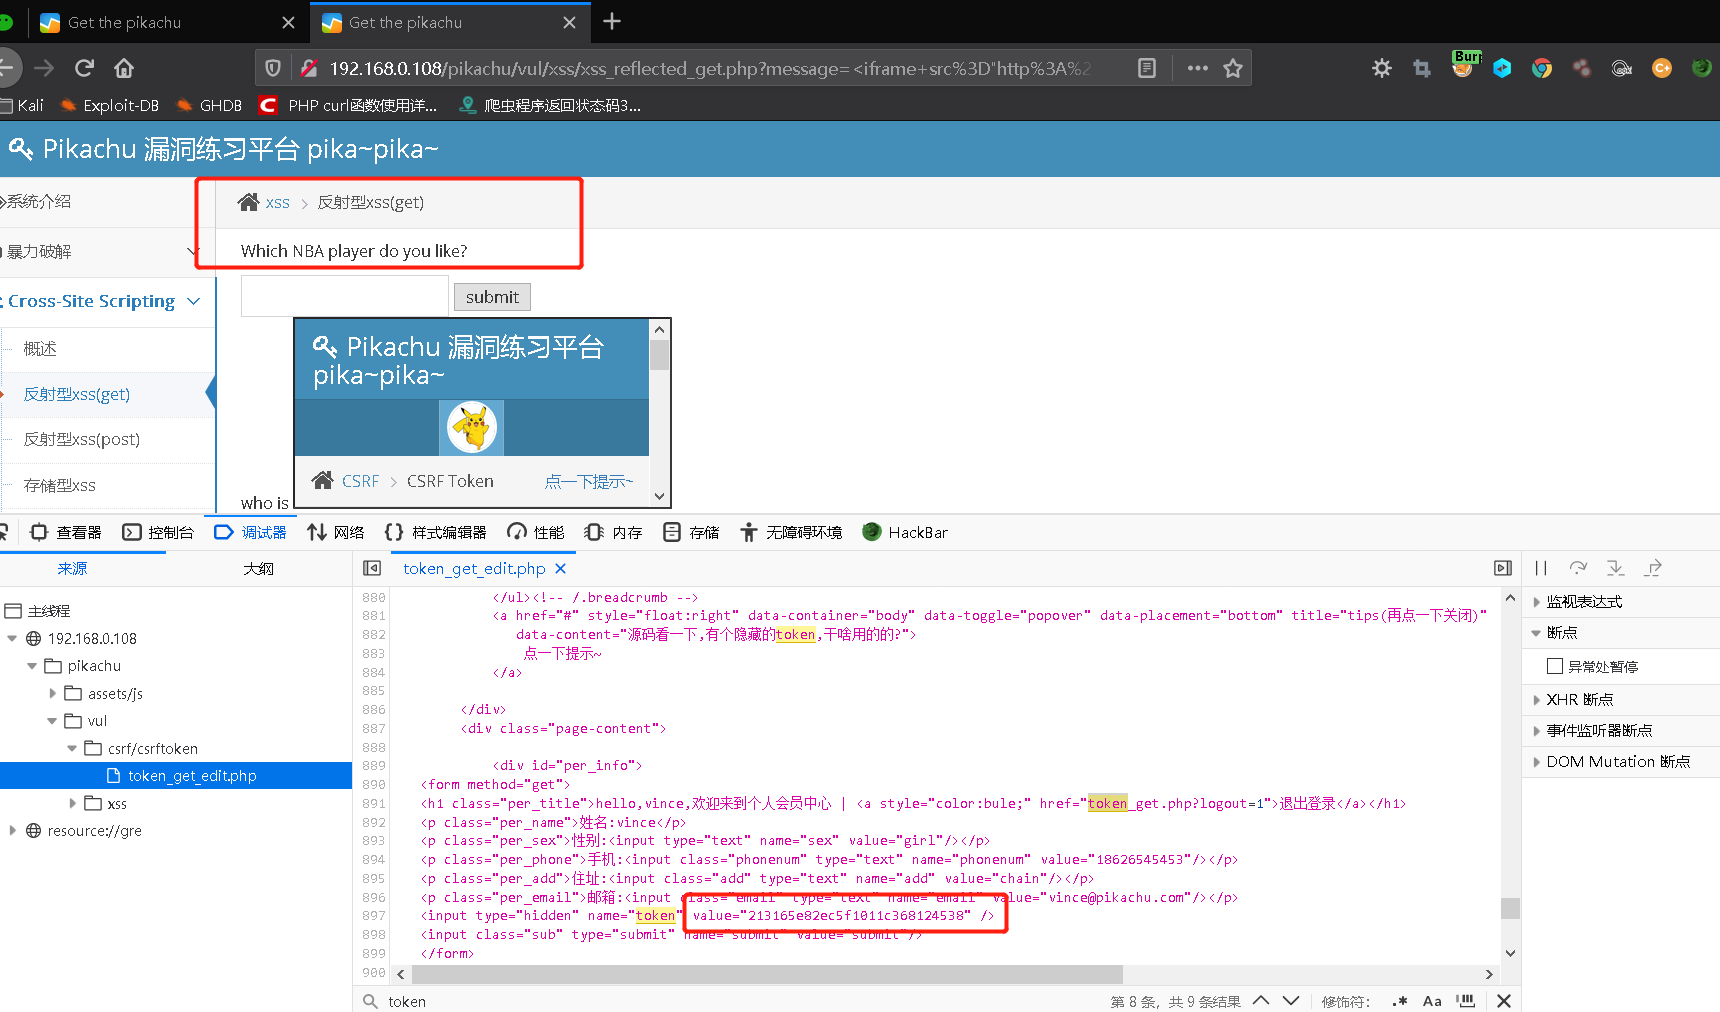 Get the pikachu
Get the pikachu
192.168.0.108/pikachu/vul/xss/xss_reflected_get.php?message=<iframe+src%3D"http%3A%2
Bur
Kali Exploit-DB GHDB PHP curl函数使用详... 爬虫程序返回状态码3...
Pikachu 漏洞练习平台 pika~pika~
系统介绍
xss > 反射型xss(get)
暴力破解
Which NBA player do you like?
Cross-Site Scripting
submit
概述
Pikachu 漏洞练习平台
pika~pika~
反射型xss(get)
反射型xss(post)
CSRF > CSRF Token 点一下提示~
存储型xss
who is
查看器 控制台 调试器 网络 样式编辑器 性能 内存 存储 无障碍环境 HackBar
来源 大纲 token_get_edit.php
主线程
192.168.0.108
pikachu
assets/js
vul
csrf/csrftoken
token_get_edit.php
xss
resource://gre
880 </ul><!-- /.breadcrumb -->
881 <a href="#" style="float:right" data-container="body" data-toggle="popover" data-placement="bottom" title="tips(再点一下关闭)"
882 data-content="源码看一下,有个隐藏的token,干啥用的的?">
883 点一下提示~
884 </a>
885
886 </div>
887 <div class="page-content">
888
889 <div id="per_info">
890 <form method="get">
891 <h1 class="per_title">hello,vince,欢迎来到个人会员中心 | <a style="color:bule;" href="token_get.php?logout=1">退出登录</a></h1>
892 <p class="per_name">姓名:vince</p>
893 <p class="per_sex">性别:<input type="text" name="sex" value="girl"/></p>
894 <p class="per_phone">手机:<input class="phonenum" type="text" name="phonenum" value="18626545453"/></p>
895 <p class="per_add">住址:<input class="add" type="text" name="add" value="chain"/></p>
896 <p class="per_email">邮箱:<input class="email" type="text" name="email" value="vince@pikachu.com"/></p>
897 <input type="hidden" name="token" value="213165e82ec5f1011c368124538" />
898 <input class="sub" type="submit" name="submit" value="submit"/>
899 </form>
900
监视表达式
断点
异常处暂停
XHR 断点
事件监听器断点
DOM Mutation 断点
token 第 8 条，共 9 条结果 修饰符: .* Aa